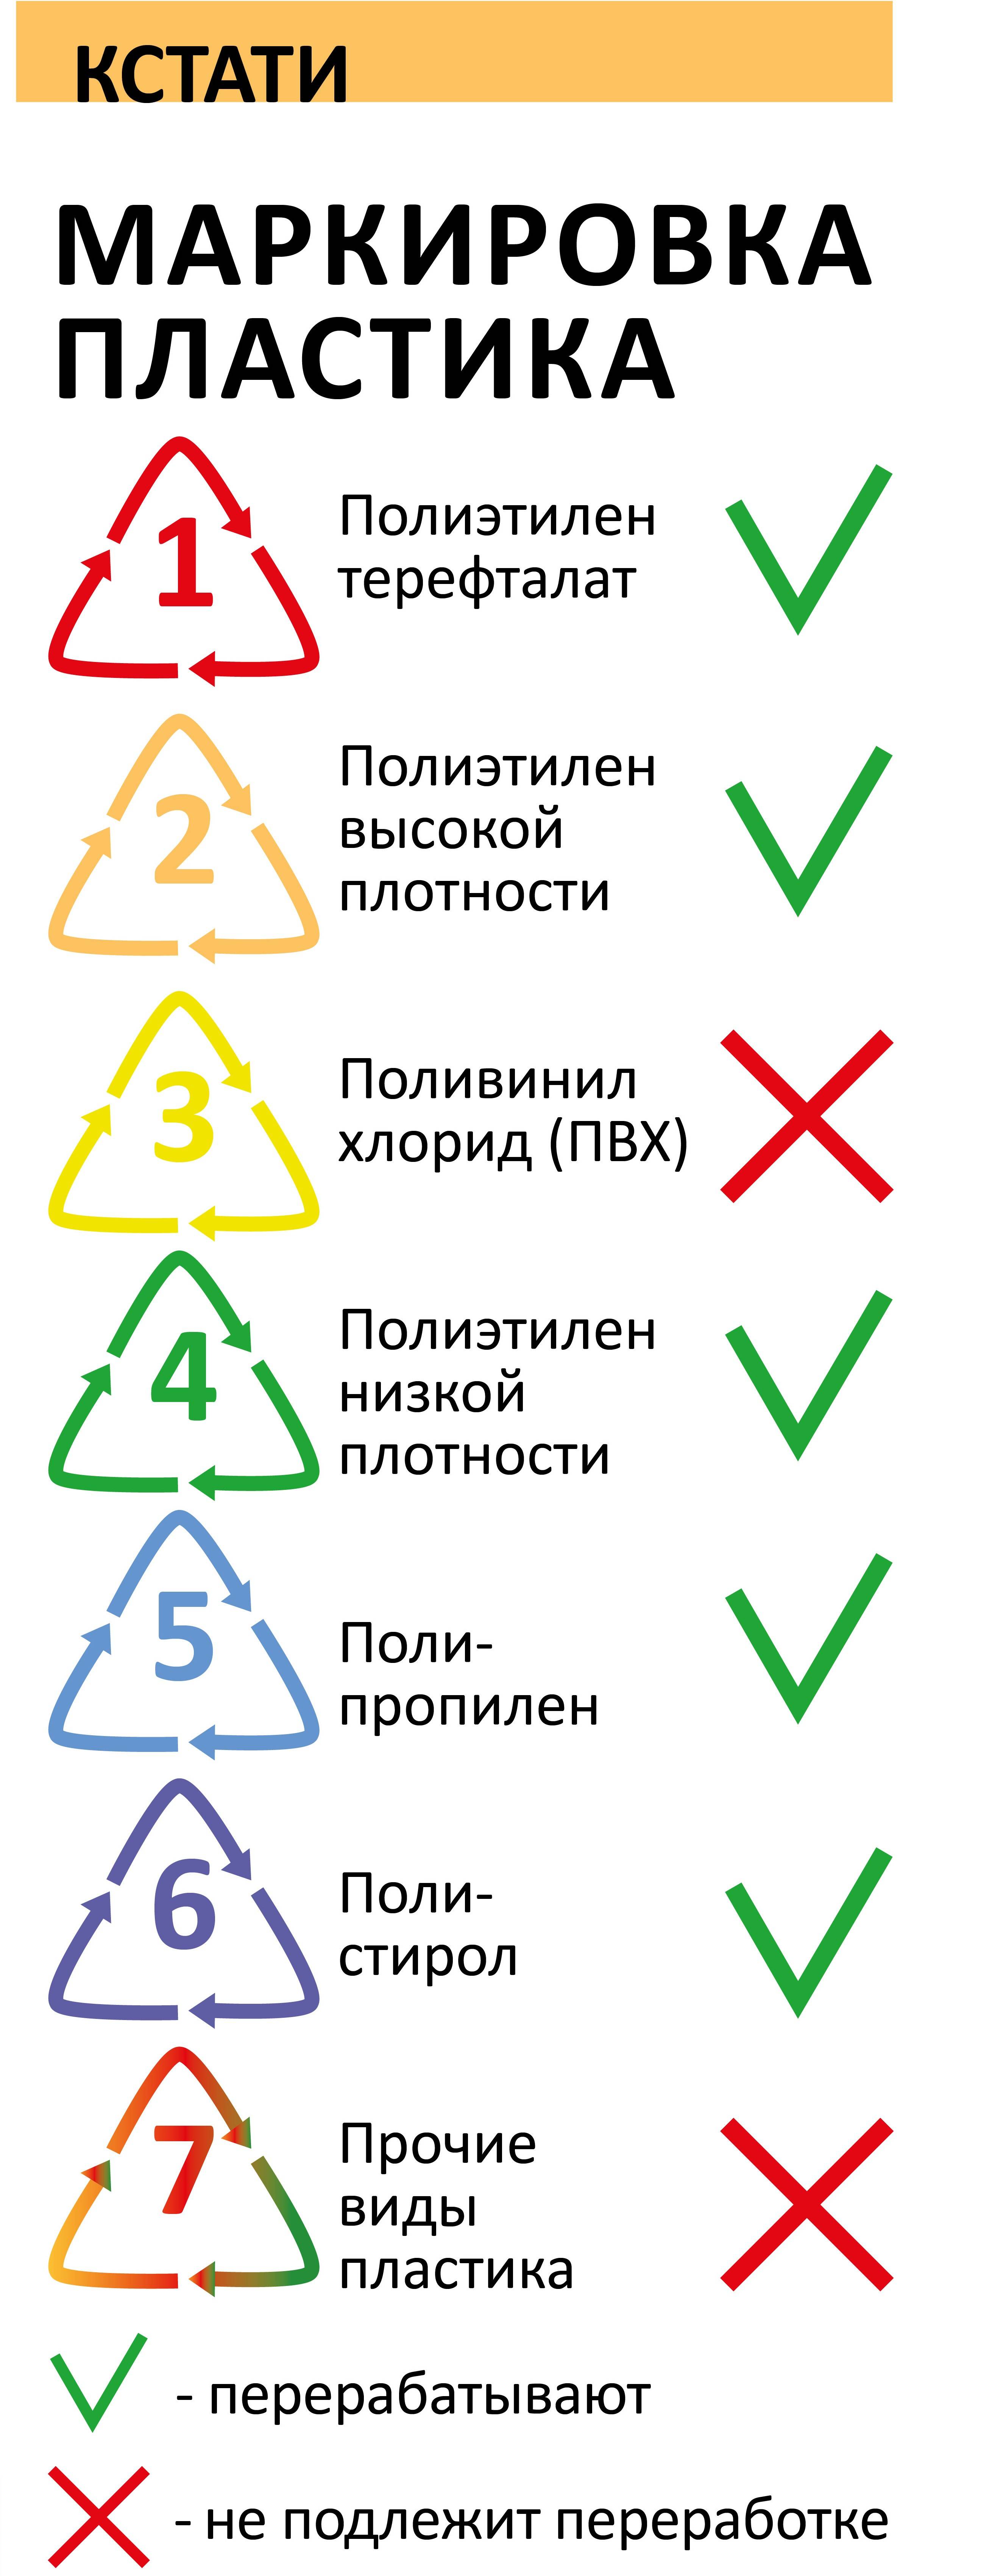 КСТАТИ
МАРКИРОВКА
ПЛАСТИКА
1
Полиэтилен
терефталат
2
Полиэтилен
высокой
плотности
3
Поливинил
хлорид (ПВХ)
4
Полиэтилен
низкой
плотности
5
Поли-
пропилен
6
Поли-
стирол
7
Прочие
виды
пластика
- перерабатывают
- не подлежит переработке